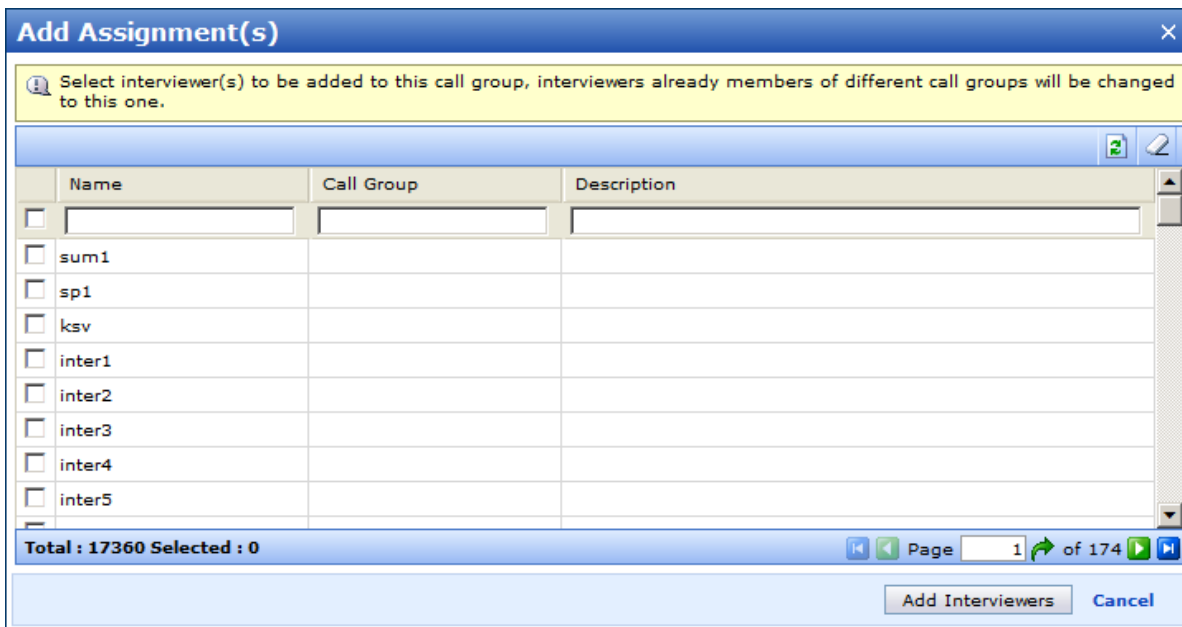 Add Assignment(s)
Select interviewer(s) to be added to this call group, interviewers already members of different call groups will be changed
to this one.
Name Call Group Description
sum1
sp1
ksv
inter1
inter2
inter3
inter4
inter5
Total : 17360 Selected : 0 Page 1 of 174
Add Interviewers Cancel